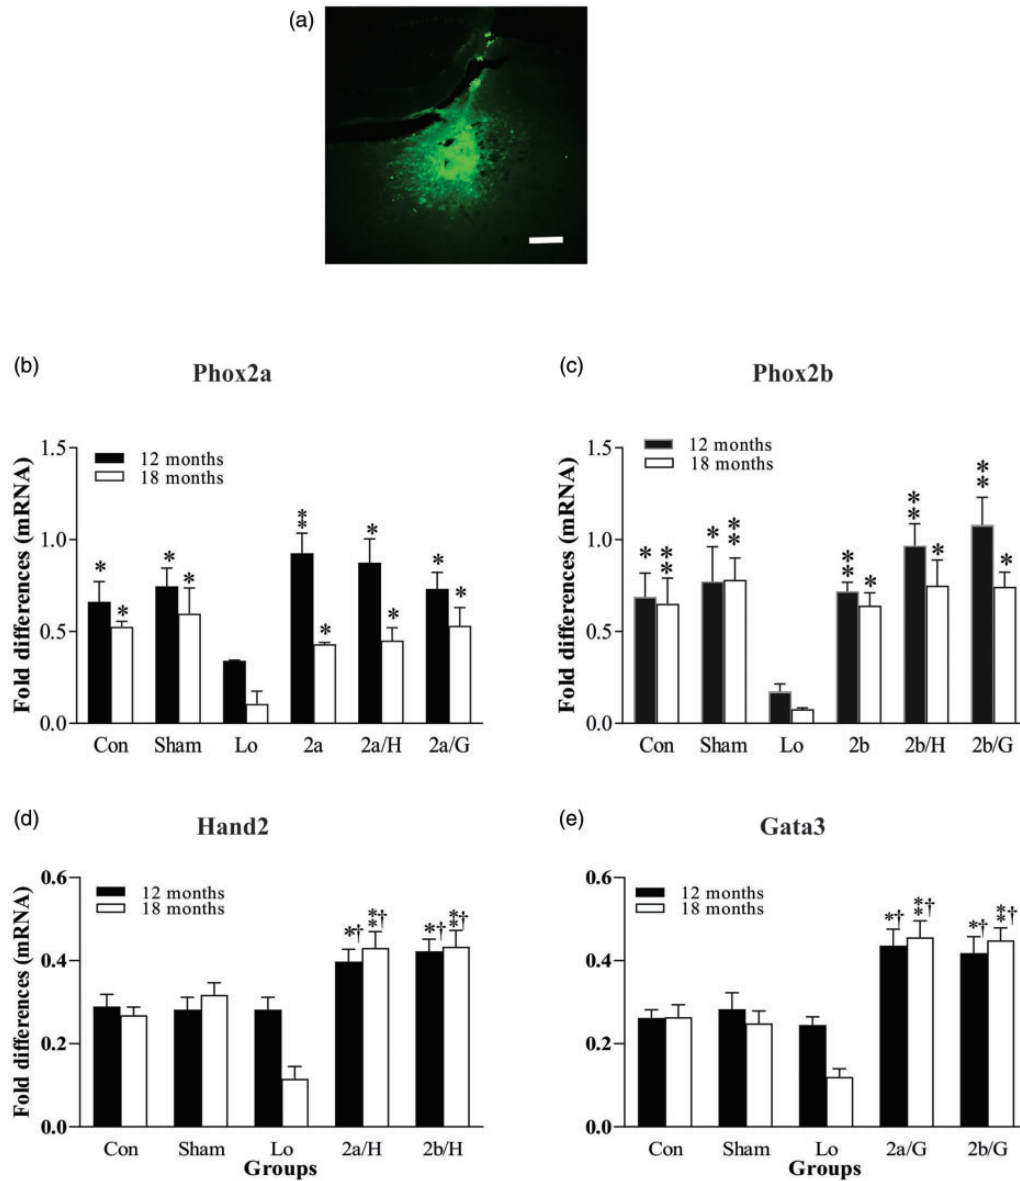 (a)
(b)
Phox2a
Fold differences (mRNA)
1.5
1.0
0.5
0.0
12 months
18 months
*
*
*
*
**
*
*
*
*
*
Con Sham Lo 2a 2a/H 2a/G
(c)
Phox2b
Fold differences (mRNA)
1.5
1.0
0.5
0.0
12 months
18 months
*
**
*
**
**
*
**
*
**
*
Con Sham Lo 2b 2b/H 2b/G
(d)
Hand2
Fold differences (mRNA)
0.6
0.4
0.2
0.0
12 months
18 months
*†
**†
*†
**†
Con Sham Lo 2a/H 2b/H
Groups
(e)
Gata3
0.6
0.4
0.2
0.0
12 months
18 months
*†
**†
*†
**†
Con Sham Lo 2a/G 2b/G
Groups